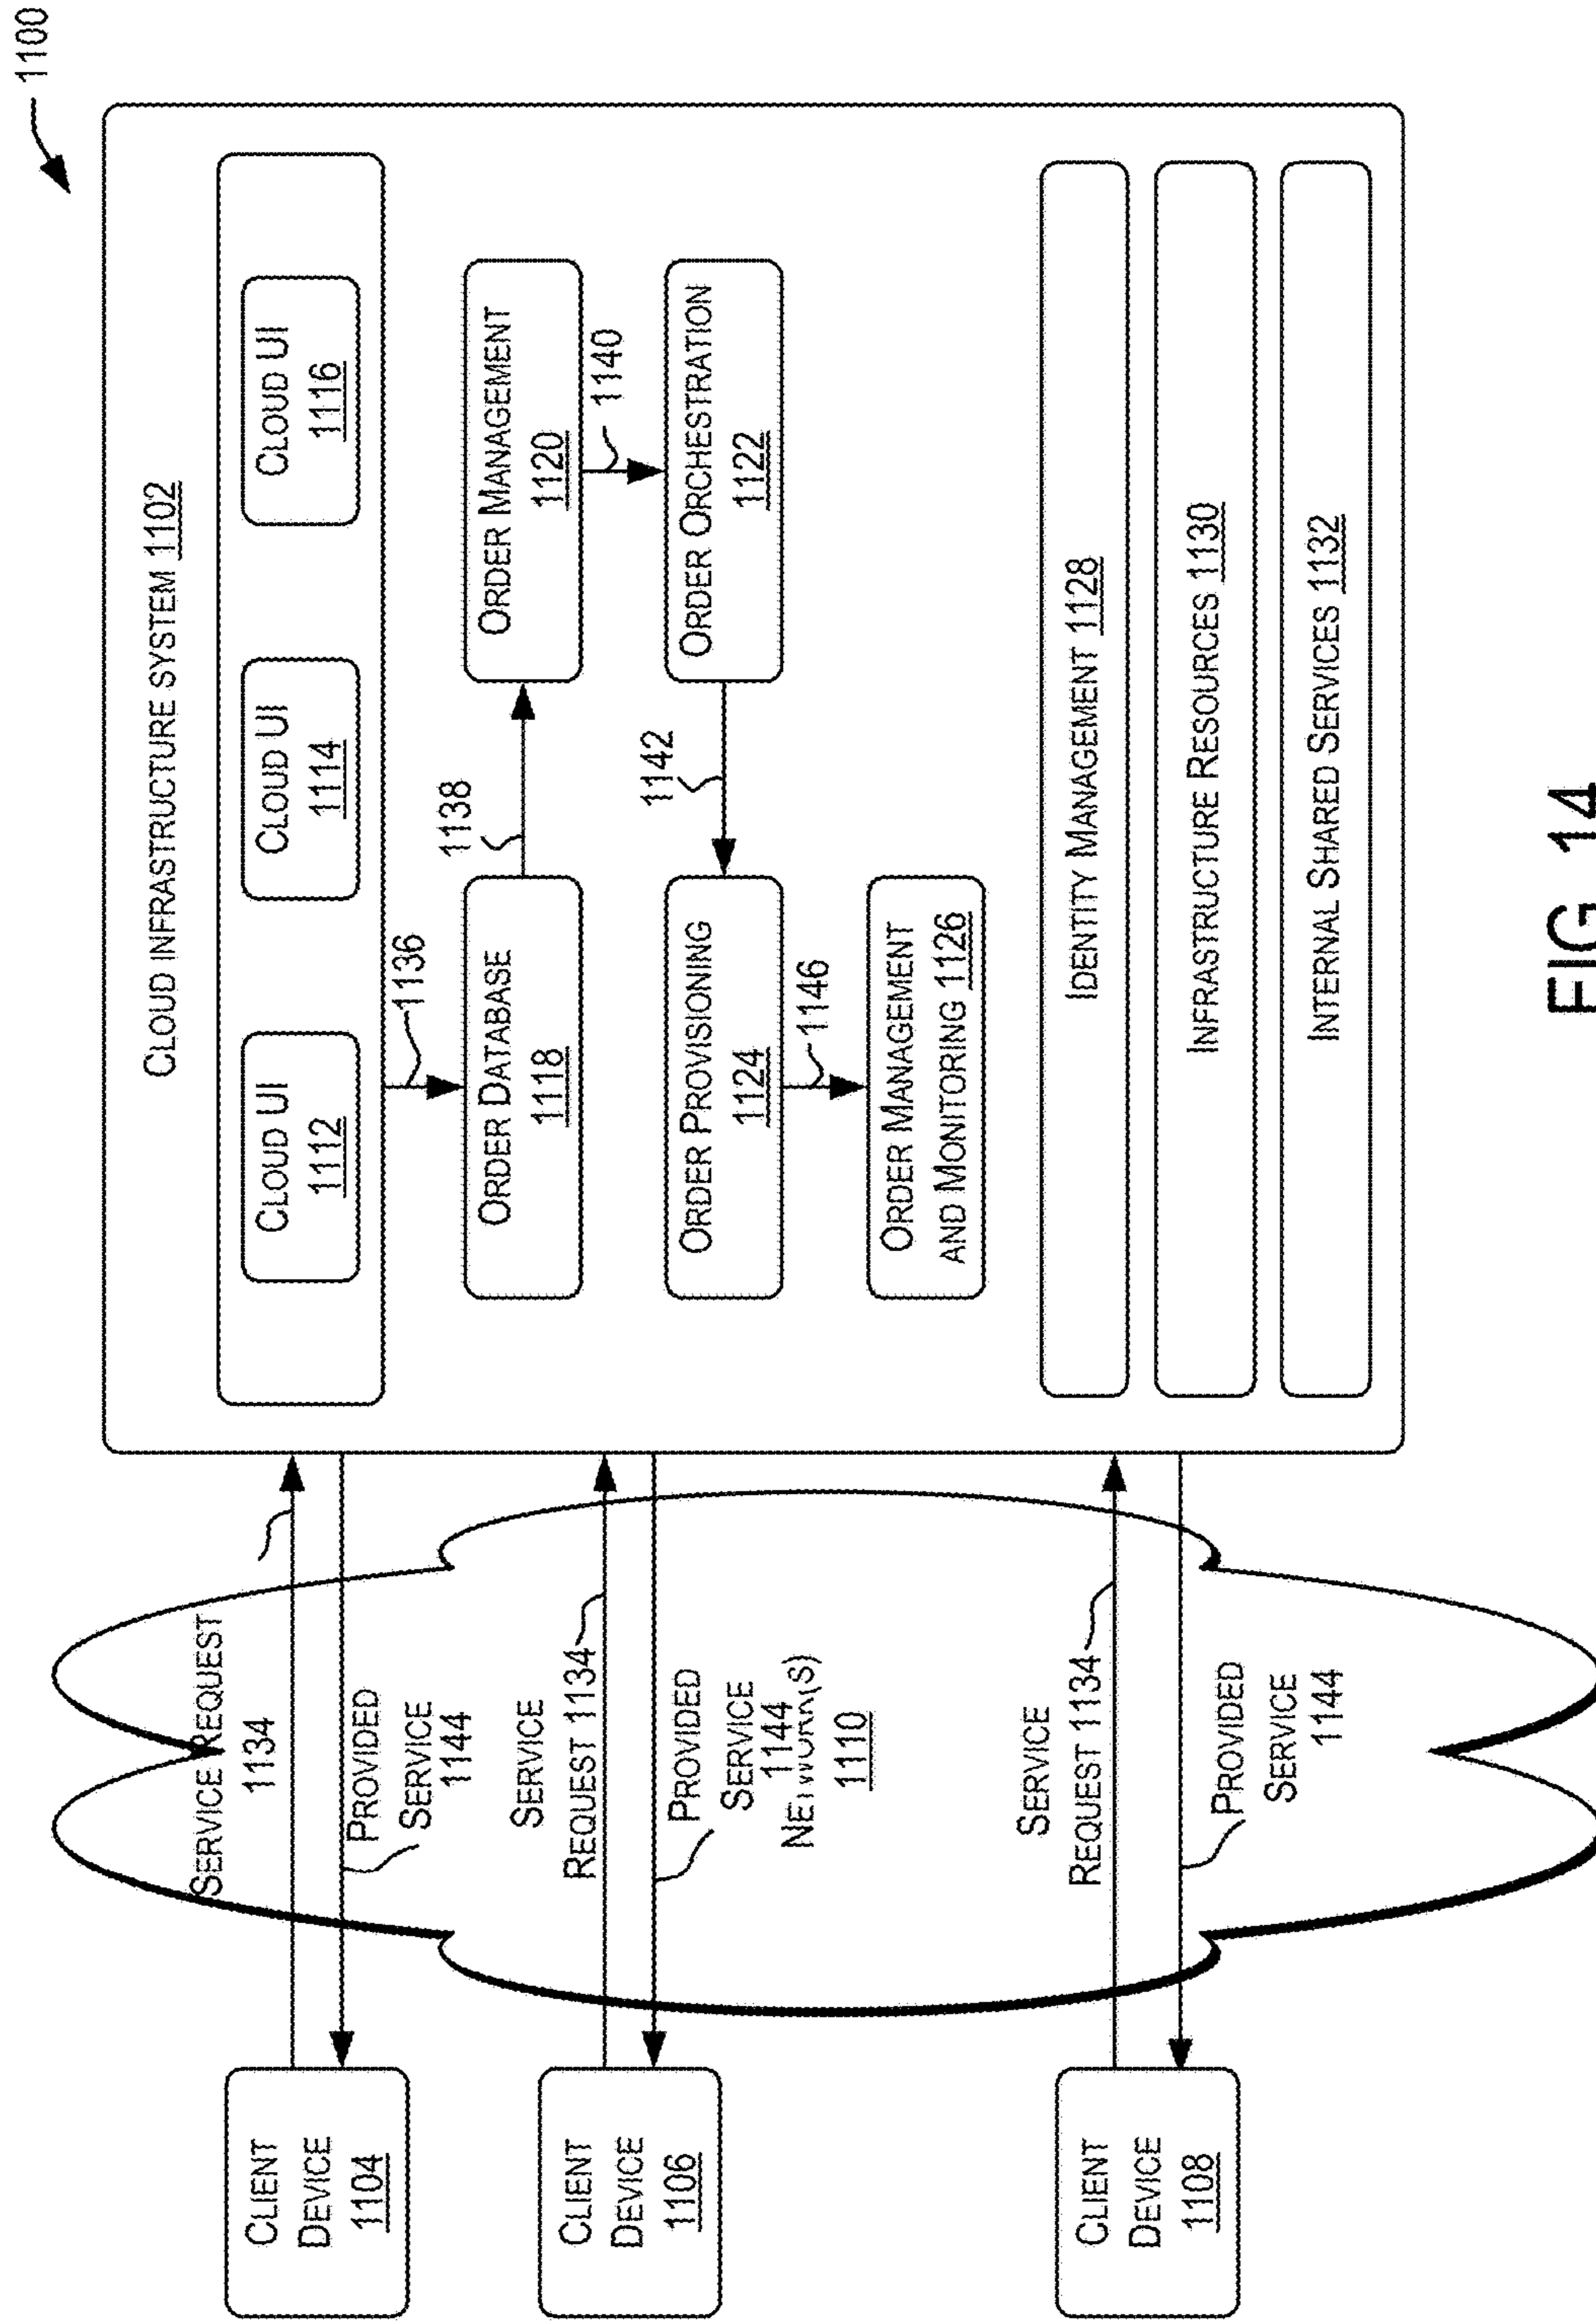 1100
CLOUD INFRASTRUCTURE SYSTEM 1102
CLOUD UI
1112
CLOUD UI
1114
CLOUD UI
1116
1136
ORDER DATABASE
1118
1138
ORDER MANAGEMENT
1120
1140
ORDER PROVISIONING
1124
1142
ORDER ORCHESTRATION
1122
1146
ORDER MANAGEMENT
AND MONITORING 1126
IDENTITY MANAGEMENT 1128
INFRASTRUCTURE RESOURCES 1130
INTERNAL SHARED SERVICES 1132
SERVICE REQUEST
1134
PROVIDED
SERVICE
1144
SERVICE
REQUEST 1134
PROVIDED
SERVICE
1144
NETWORK(S)
1110
SERVICE
REQUEST 1134
PROVIDED
SERVICE
1144
CLIENT
DEVICE
1104
CLIENT
DEVICE
1106
CLIENT
DEVICE
1108
FIG. 14